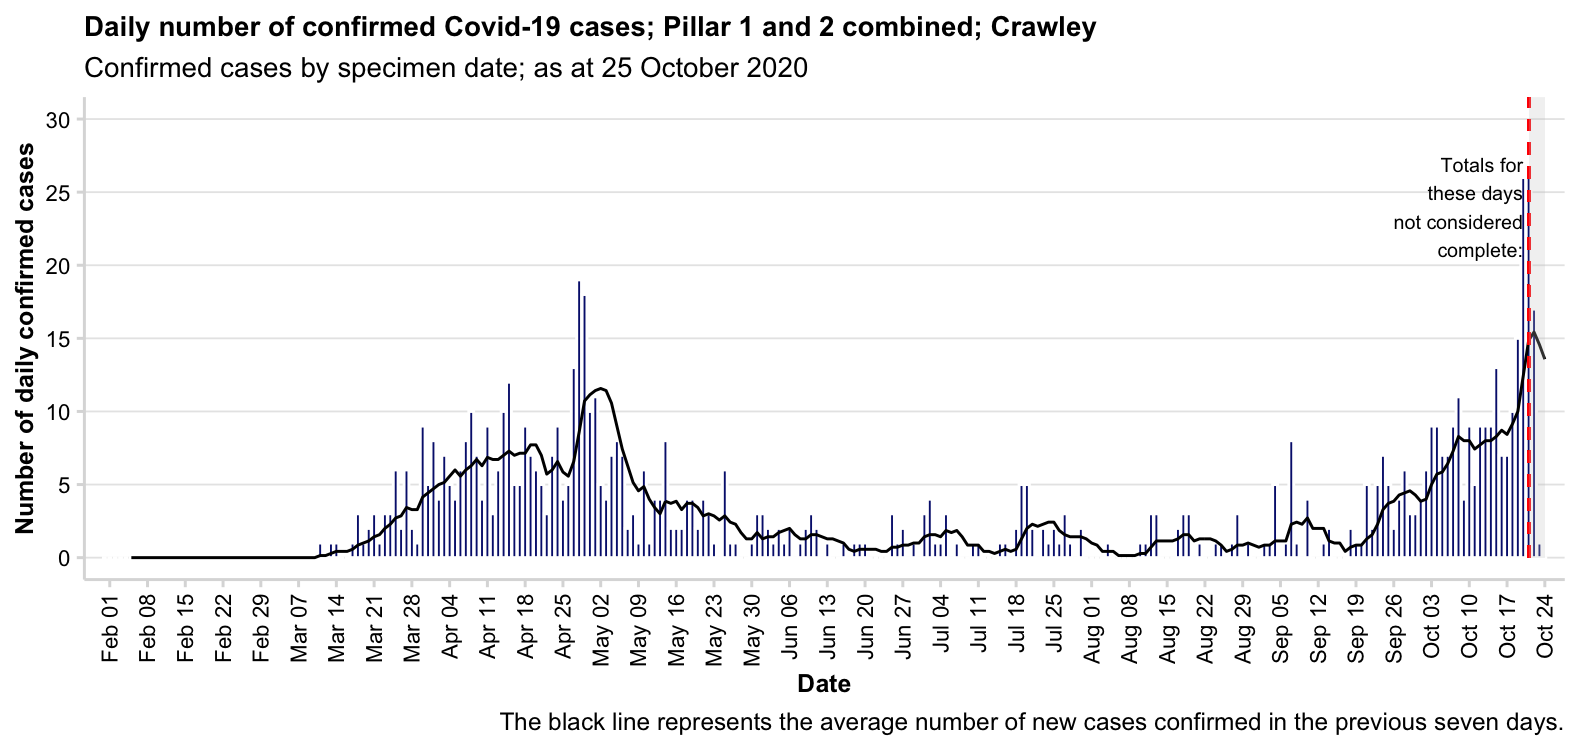 Daily number of confirmed Covid-19 cases; Pillar 1 and 2 combined; Crawley
Confirmed cases by specimen date; as at 25 October 2020
Number of daily confirmed cases
30
25
20
15
10
5
0
Totals for
these days
not considered
complete:
Feb 01
Feb 08
Feb 15
Feb 22
Feb 29
Mar 07
Mar 14
Mar 21
Mar 28
Apr 04
Apr 11
Apr 18
Apr 25
May 02
May 09
May 16
May 23
May 30
Jun 06
Jun 13
Jun 20
Jun 27
Jul 04
Jul 11
Jul 18
Jul 25
Aug 01
Aug 08
Aug 15
Aug 22
Aug 29
Sep 05
Sep 12
Sep 19
Sep 26
Oct 03
Oct 10
Oct 17
Oct 24
Date
The black line represents the average number of new cases confirmed in the previous seven days.